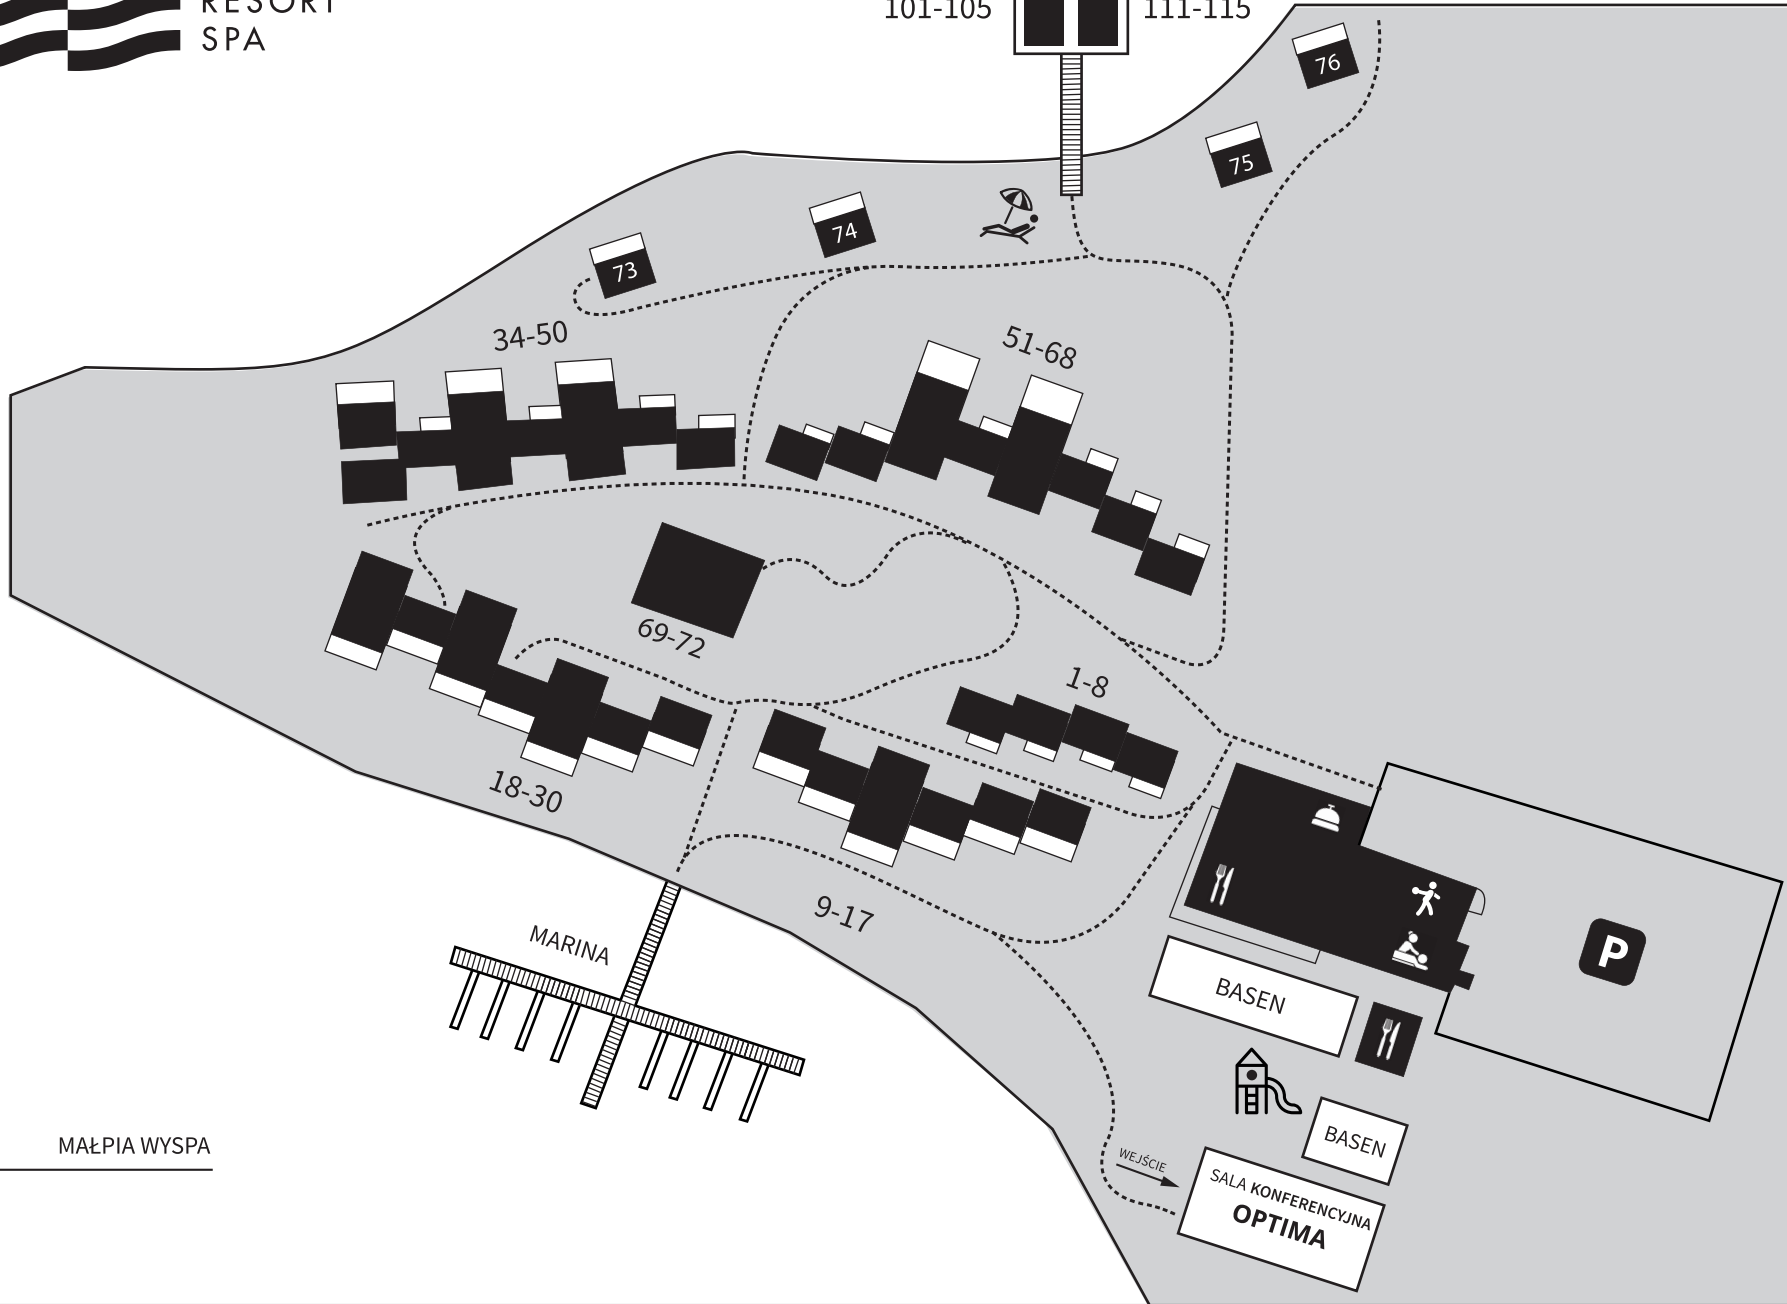 RESORT
SPA
101-105
111-115
76
75
74
73
34-50
51-68
69-72
1-8
18-30
9-17
MARINA
P
BASEN
BASEN
MAŁPIA WYSPA
WEJŚCIE
SALA KONFERENCYJNA
OPTIMA